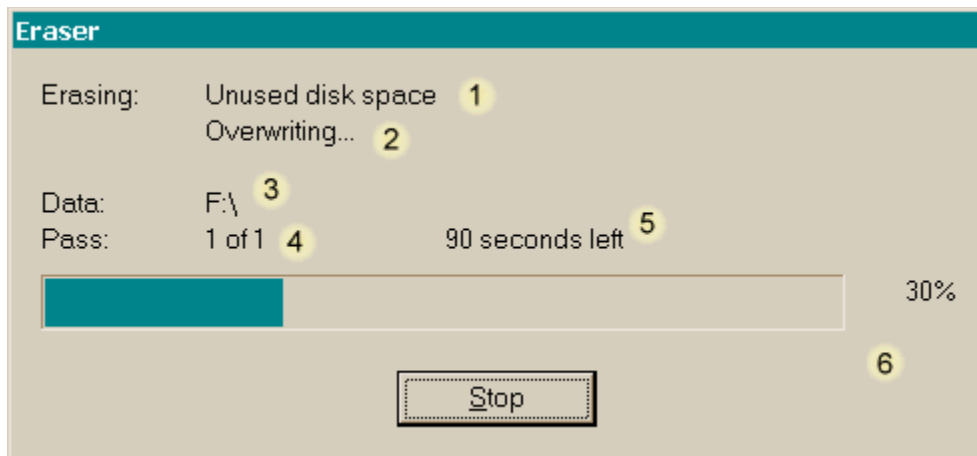 Eraser
Erasing: Unused disk space 1
Overwriting... 2
Data: F:\ 3
Pass: 1 of 1 4 90 seconds left 5
30%
6
Stop